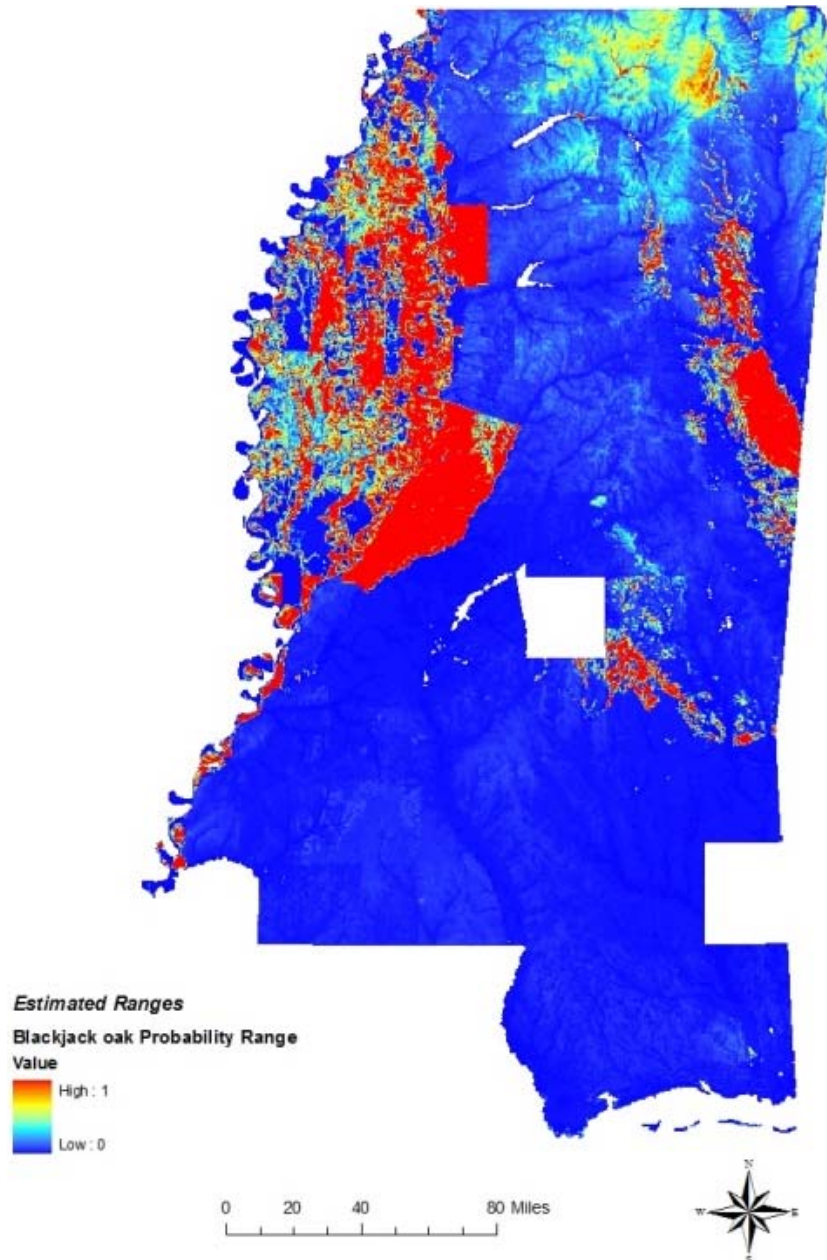 Estimated Ranges
Blackjack oak Probability Range
Value
High : 1
Low : 0
0 20 40 80 Miles
N
W E
S